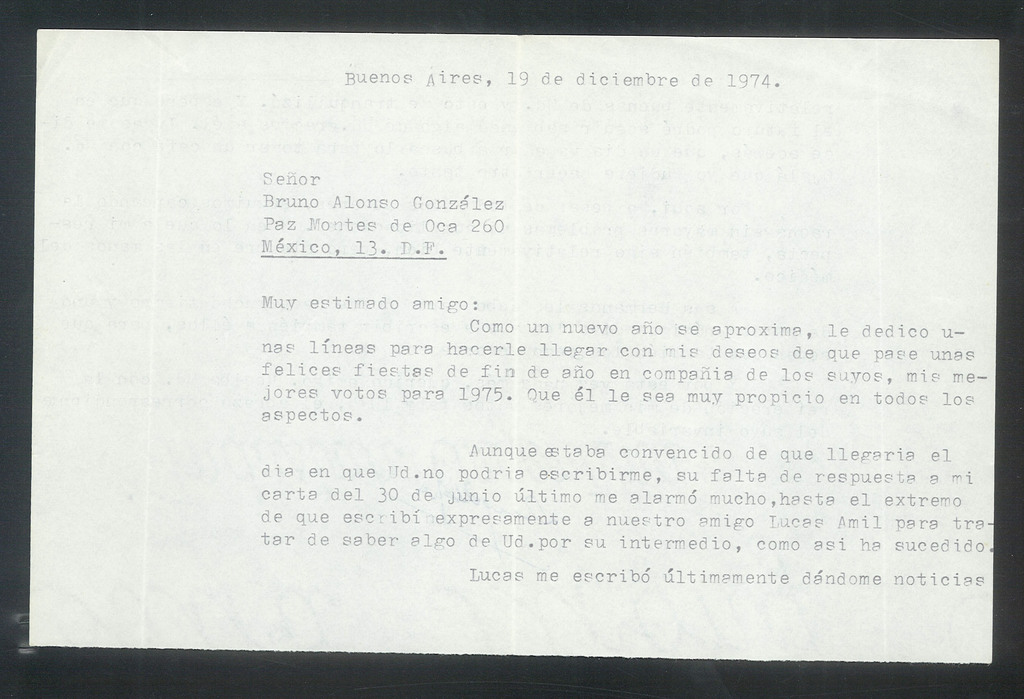 Buenos Aires, 19 de diciembre de 1974.
Señor
Bruno Alonso González
Paz Montes de Oca 260
México, 13. D.F.
Muy estimado amigo:
Como un nuevo año se aproxima, le dedico u-
nas líneas para hacerle llegar con mis deseos de que pase unas
felices fiestas de fin de año en compañia de los suyos, mis me-
jores votos para 1975. Que él le sea muy propicio en todos los
aspectos.
Aunque estaba convencido de que llegaria el
dia en que Ud.no podria escribirme, su falta de respuesta a mi
carta del 30 de junio último me alarmó mucho,hasta el extremo
de que escribí expresamente a nuestro amigo Lucas Amil para tra-
tar de saber algo de Ud.por su intermedio, como asi ha sucedido.
Lucas me escribó últimamente dándome noticias